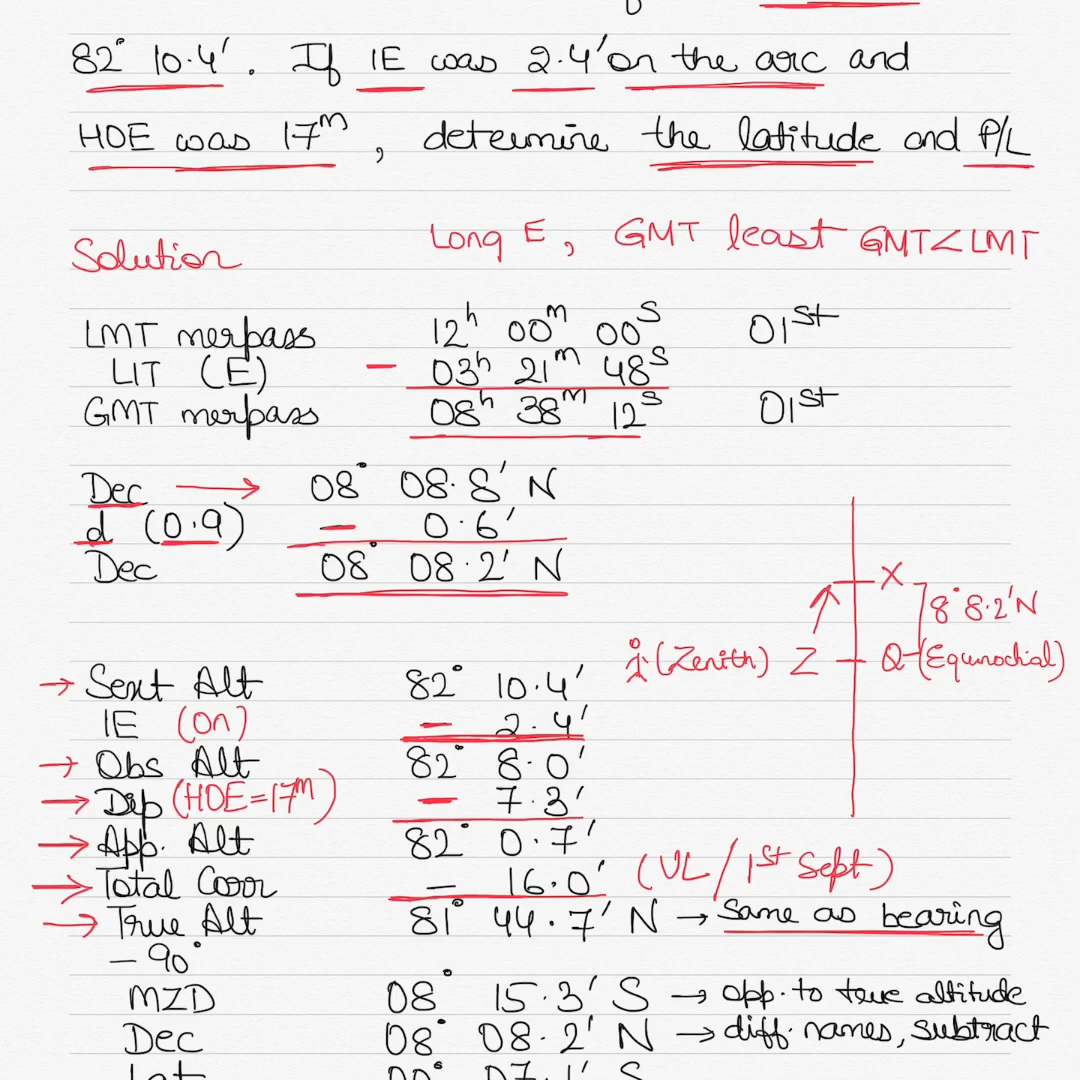 82° 10.4'. If IE was 2.4' on the arc and
HOE was 17ᵐ, determine the latitude and P/L
Solution Long E, GMT least GMT<LMT
LMT merpass 12ʰ 00ᵐ 00ˢ 01ˢᵗ
LIT (E) − 03ʰ 21ᵐ 48ˢ
GMT merpass 08ʰ 38ᵐ 12ˢ 01ˢᵗ
Dec → 08° 08.8' N
d (0.9) − 0.6'
Dec 08° 08.2' N
X
8° 8.2' N
(Zenith) Z Q (Equnochial)
→ Sext Alt 82° 10.4'
IE (On) − 2.4'
→ Obs Alt 82° 8.0'
→ Dip (HOE=17ᵐ) − 7.3'
→ App. Alt 82° 0.7'
→ Total Corr − 16.0' (UL/1ˢᵗ Sept)
→ True Alt 81° 44.7' N → Same as bearing
− 90°
MZD 08° 15.3' S → opp. to true altitude
Dec 08° 08.2' N → diff. names, subtract
Lat 00° 07.1' S